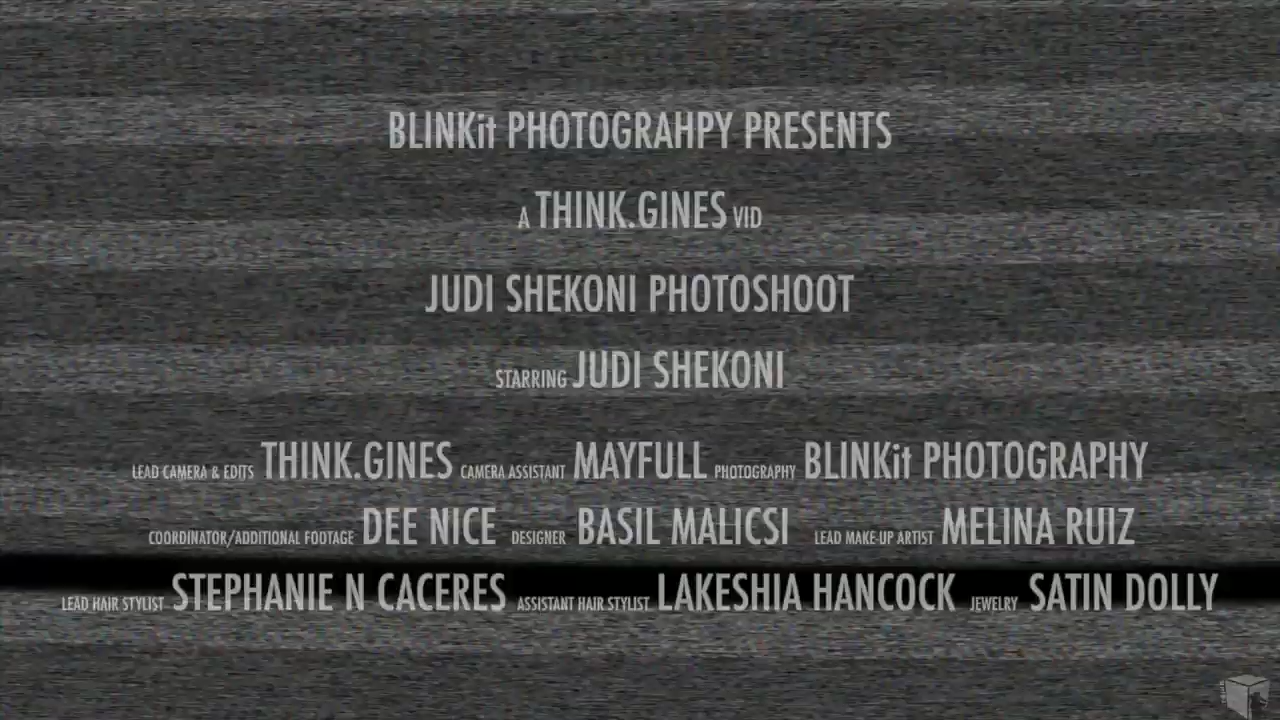 BLINKit PHOTOGRAHPY PRESENTS
A THINK.GINES VID
JUDI SHEKONI PHOTOSHOOT
STARRING JUDI SHEKONI
LEAD CAMERA & EDITS THINK.GINES CAMERA ASSISTANT MAYFULL PHOTOGRAPHY BLINKit PHOTOGRAPHY
COORDINATOR/ADDITIONAL FOOTAGE DEE NICE DESIGNER BASIL MALICSI LEAD MAKE-UP ARTIST MELINA RUIZ
LEAD HAIR STYLIST STEPHANIE N CACERES ASSISTANT HAIR STYLIST LAKESHIA HANCOCK JEWELRY SATIN DOLLY